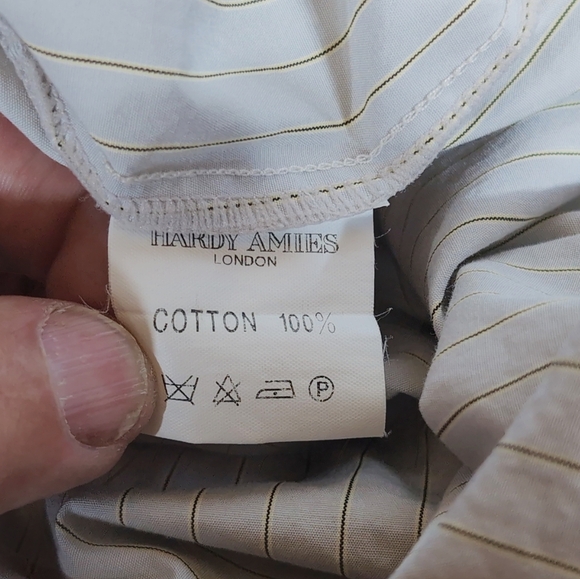 HARDY AMIES
LONDON
COTTON 100%
P